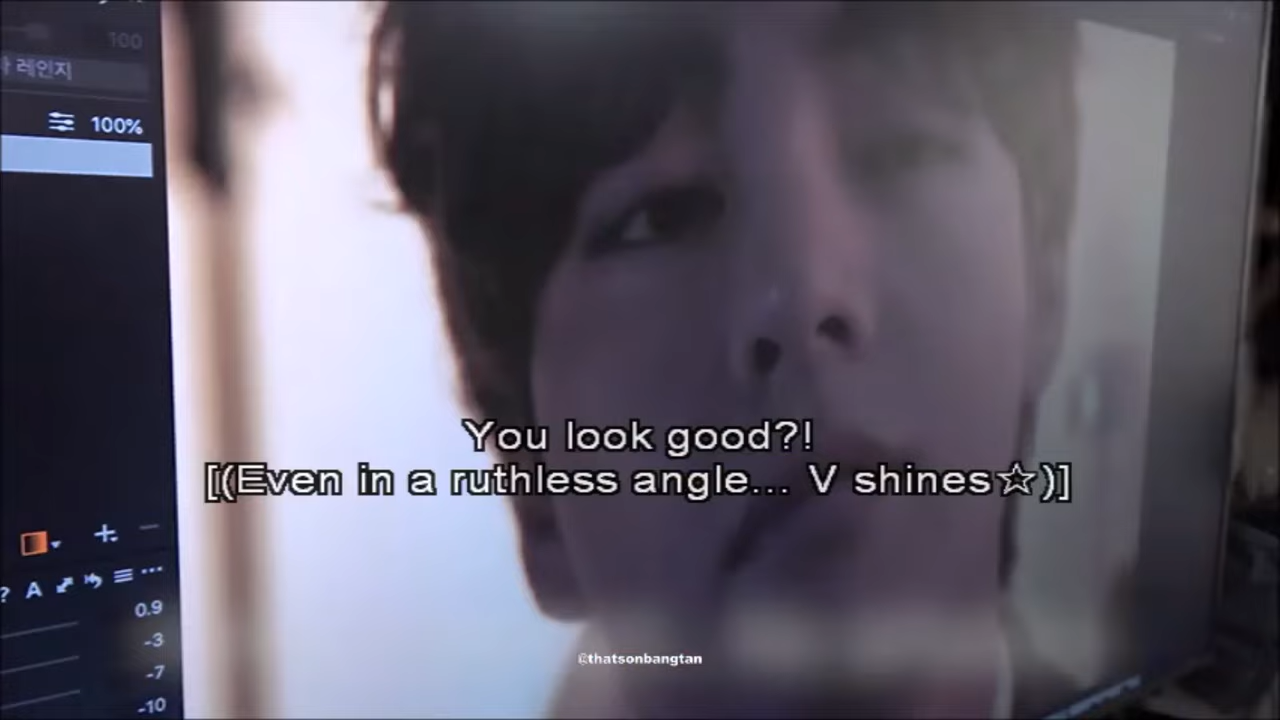 100
레인지
100%
You look good?!
[(Even in a ruthless angle... V shines☆)]
? A
0.9
-3
-7
-10
@thatsonbangtan